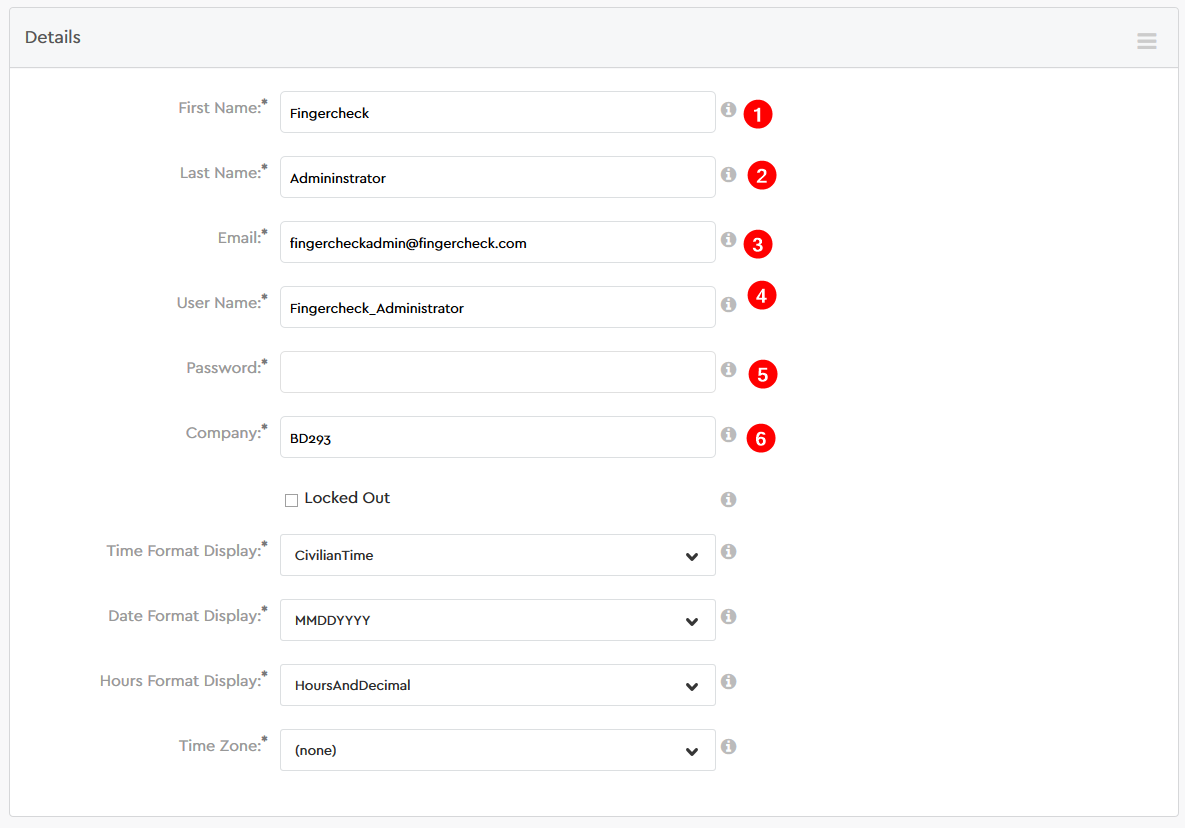 Details
First Name:* Fingercheck 1
Last Name:* Admininstrator 2
Email:* fingercheckadmin@fingercheck.com 3
User Name:* Fingercheck_Administrator 4
Password:* 5
Company:* BD293 6
Locked Out
Time Format Display:* CivilianTime
Date Format Display:* MMDDYYYY
Hours Format Display:* HoursAndDecimal
Time Zone:* (none)